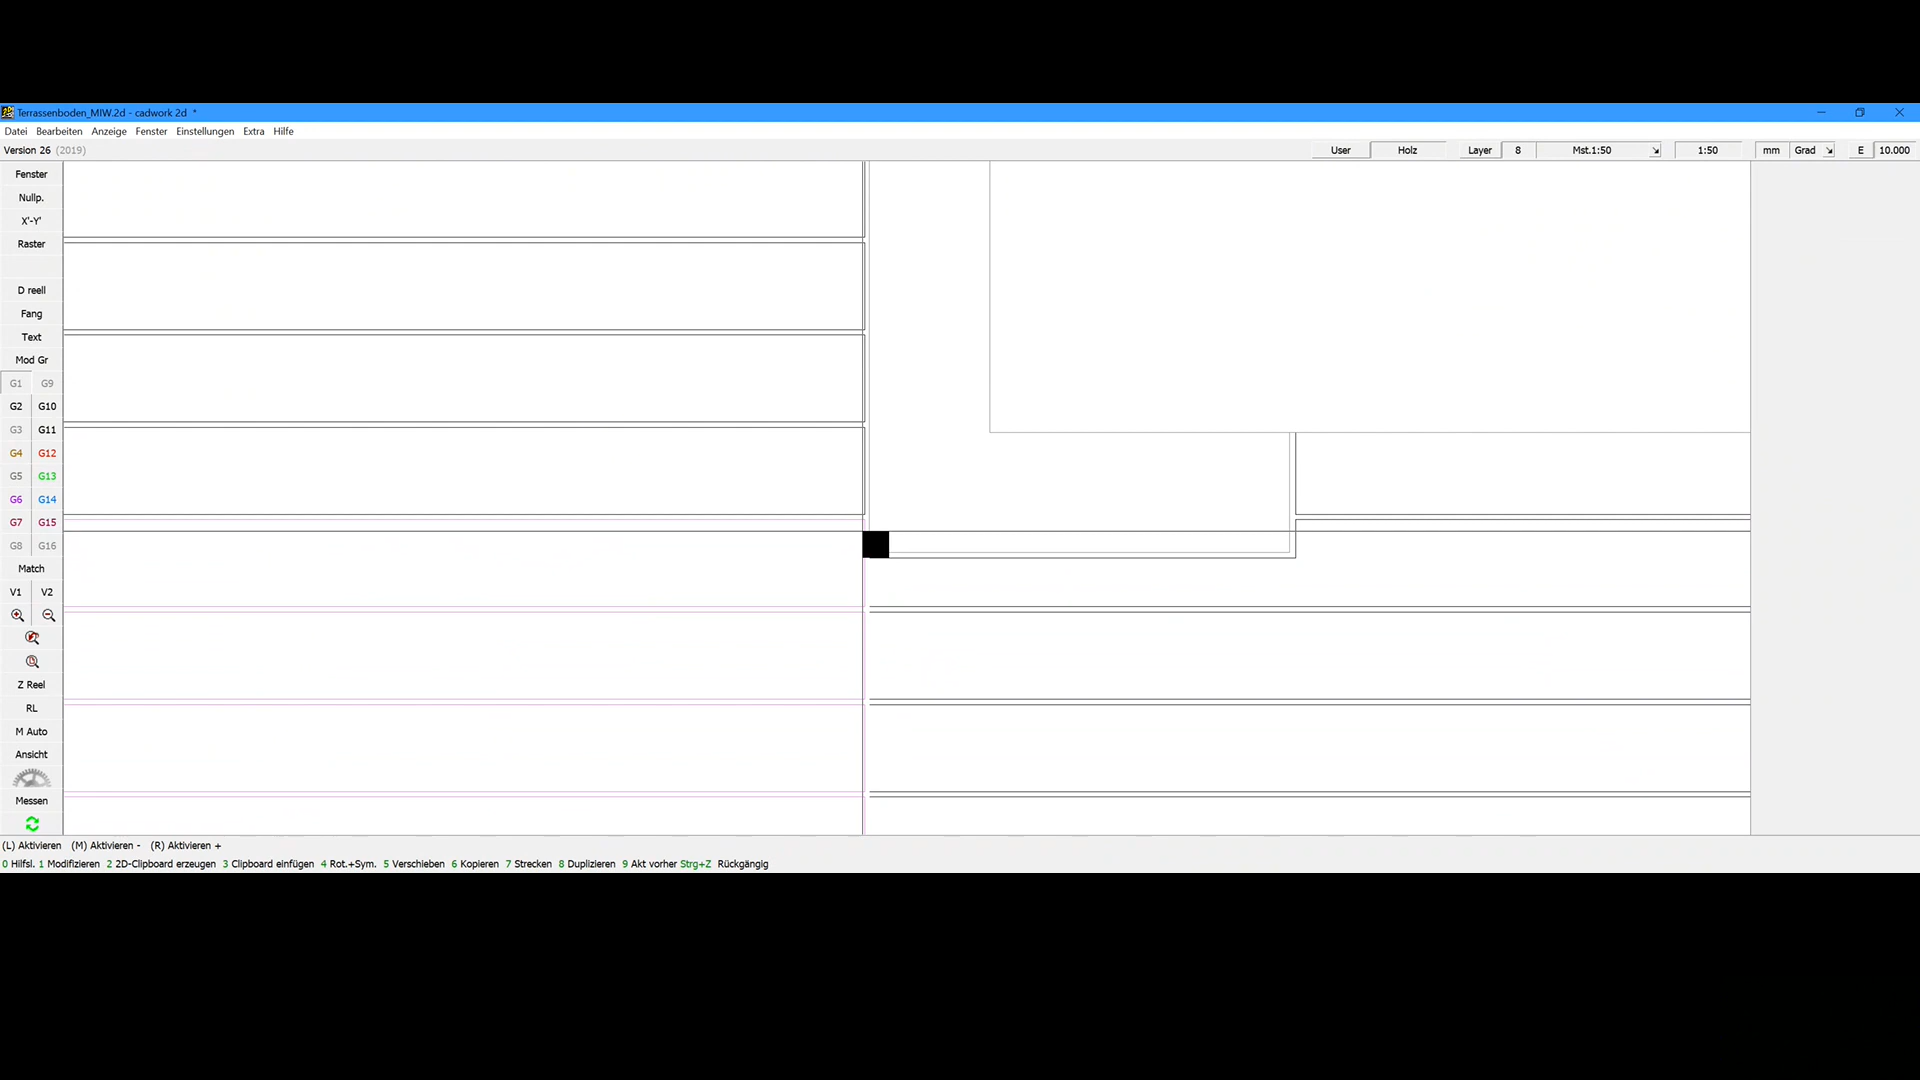 Terrassenboden_MIW.2d - cadwork 2d *
Datei Bearbeiten Anzeige Fenster Einstellungen Extra Hilfe
Version 26 (2019) User Holz Layer 8 Mst.1:50 1:50 mm Grad E 10.000
Fenster
Nullp.
X'-Y'
Raster
D reell
Fang
Text
Mod Gr
G1 G9
G2 G10
G3 G11
G4 G12
G5 G13
G6 G14
G7 G15
G8 G16
Match
V1 V2
Z Reel
RL
M Auto
Ansicht
Messen
(L) Aktivieren (M) Aktivieren - (R) Aktivieren +
0 Hilfsl. 1 Modifizieren 2 2D-Clipboard erzeugen 3 Clipboard einfügen 4 Rot.+Sym. 5 Verschieben 6 Kopieren 7 Strecken 8 Duplizieren 9 Akt vorher Strg+Z Rückgängig